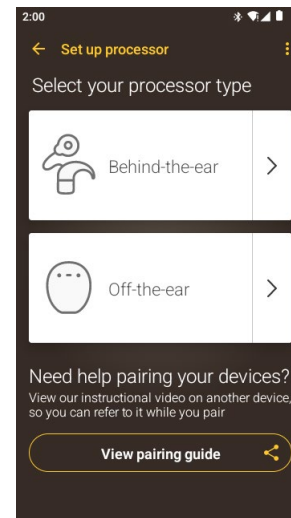 2:00
Set up processor
Select your processor type
Behind-the-ear
Off-the-ear
Need help pairing your devices?
View our instructional video on another device,
so you can refer to it while you pair
View pairing guide